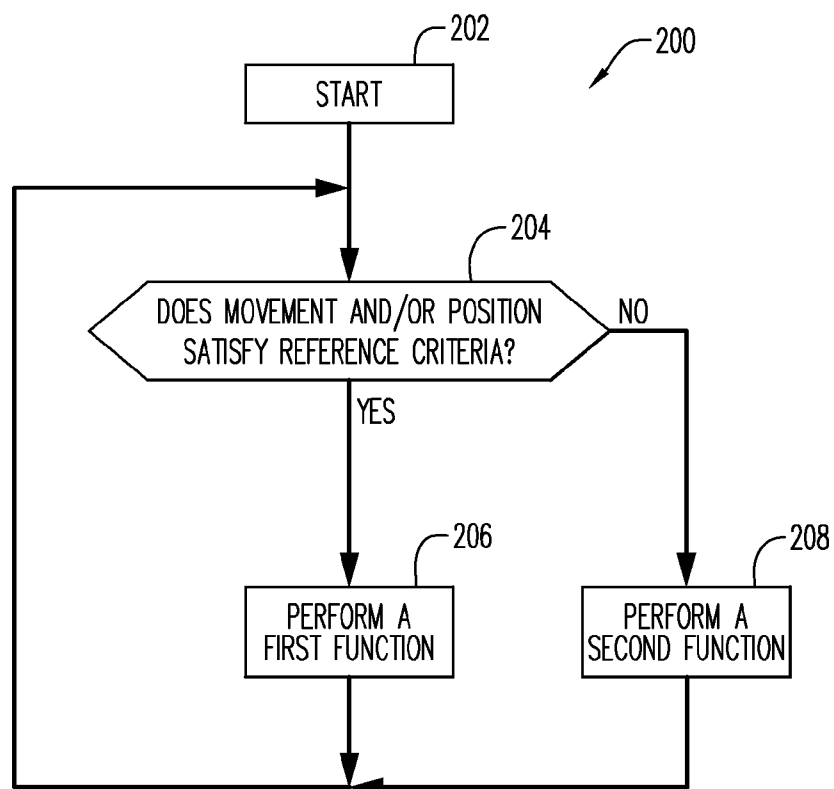 202
200
START
204
DOES MOVEMENT AND/OR POSITION
SATISFY REFERENCE CRITERIA?
NO
YES
206
208
PERFORM A
FIRST FUNCTION
PERFORM A
SECOND FUNCTION